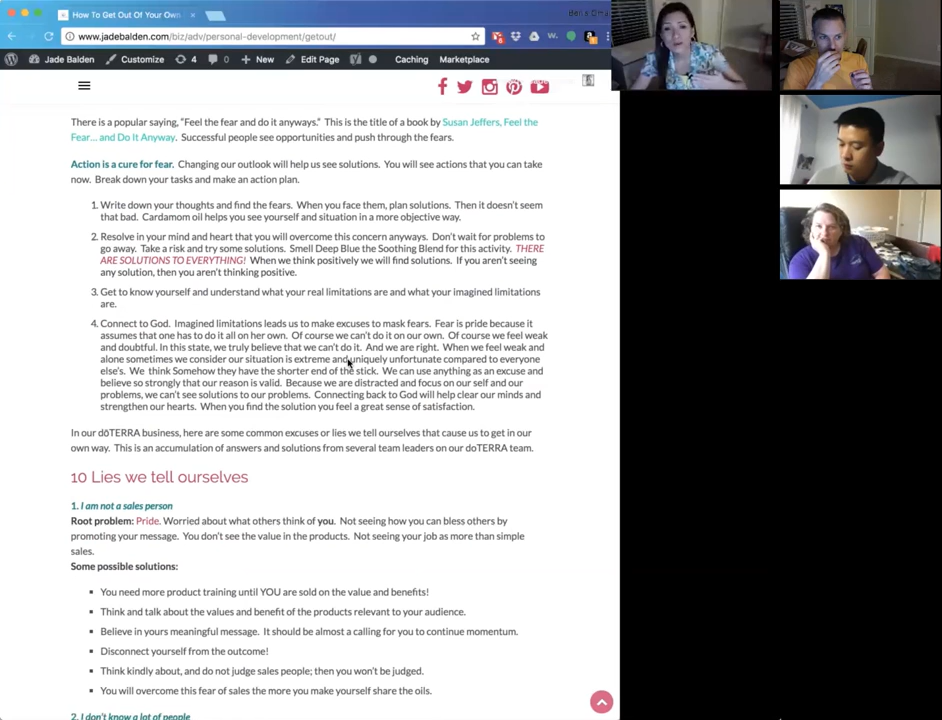 How To Get Out Of Your Own
www.jadebalden.com/biz/adv/personal-development/getout/
Jade Balden Customize 4 0 + New Edit Page Caching Marketplace
There is a popular saying, "Feel the fear and do it anyways." This is the title of a book by Susan Jeffers, Feel the
Fear... and Do It Anyway. Successful people see opportunities and push through the fears.
Action is a cure for fear. Changing our outlook will help us see solutions. You will see actions that you can take
now. Break down your tasks and make an action plan.
1. Write down your thoughts and find the fears. When you face them, plan solutions. Then it doesn't seem
that bad. Cardamom oil helps you see yourself and situation in a more objective way.
2. Resolve in your mind and heart that you will overcome this concern anyways. Don't wait for problems to
go away. Take a risk and try some solutions. Smell Deep Blue the Soothing Blend for this activity. THERE
ARE SOLUTIONS TO EVERYTHING! When we think positively we will find solutions. If you aren't seeing
any solution, then you aren't thinking positive.
3. Get to know yourself and understand what your real limitations are and what your imagined limitations
are.
4. Connect to God. Imagined limitations leads us to make excuses to mask fears. Fear is pride because it
assumes that one has to do it all on her own. Of course we can't do it on our own. Of course we feel weak
and doubtful. In this state, we truly believe that we can't do it. And we are right. When we feel weak and
alone sometimes we consider our situation is extreme and uniquely unfortunate compared to everyone
else's. We think Somehow they have the shorter end of the stick. We can use anything as an excuse and
believe so strongly that our reason is valid. Because we are distracted and focus on our self and our
problems, we can't see solutions to our problems. Connecting back to God will help clear our minds and
strengthen our hearts. When you find the solution you feel a great sense of satisfaction.
In our dōTERRA business, here are some common excuses or lies we tell ourselves that cause us to get in our
own way. This is an accumulation of answers and solutions from several team leaders on our doTERRA team.
10 Lies we tell ourselves
1. I am not a sales person
Root problem: Pride. Worried about what others think of you. Not seeing how you can bless others by
promoting your message. You don't see the value in the products. Not seeing your job as more than simple
sales.
Some possible solutions:
You need more product training until YOU are sold on the value and benefits!
Think and talk about the values and benefit of the products relevant to your audience.
Believe in yours meaningful message. It should be almost a calling for you to continue momentum.
Disconnect yourself from the outcome!
Think kindly about, and do not judge sales people; then you won't be judged.
You will overcome this fear of sales the more you make yourself share the oils.
2. I don't know a lot of people